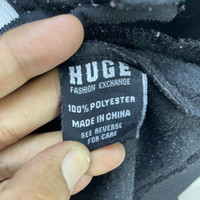 HUGE
FASHION EXCHANGE
100% POLYESTER
MADE IN CHINA
SEE REVERSE
FOR CARE